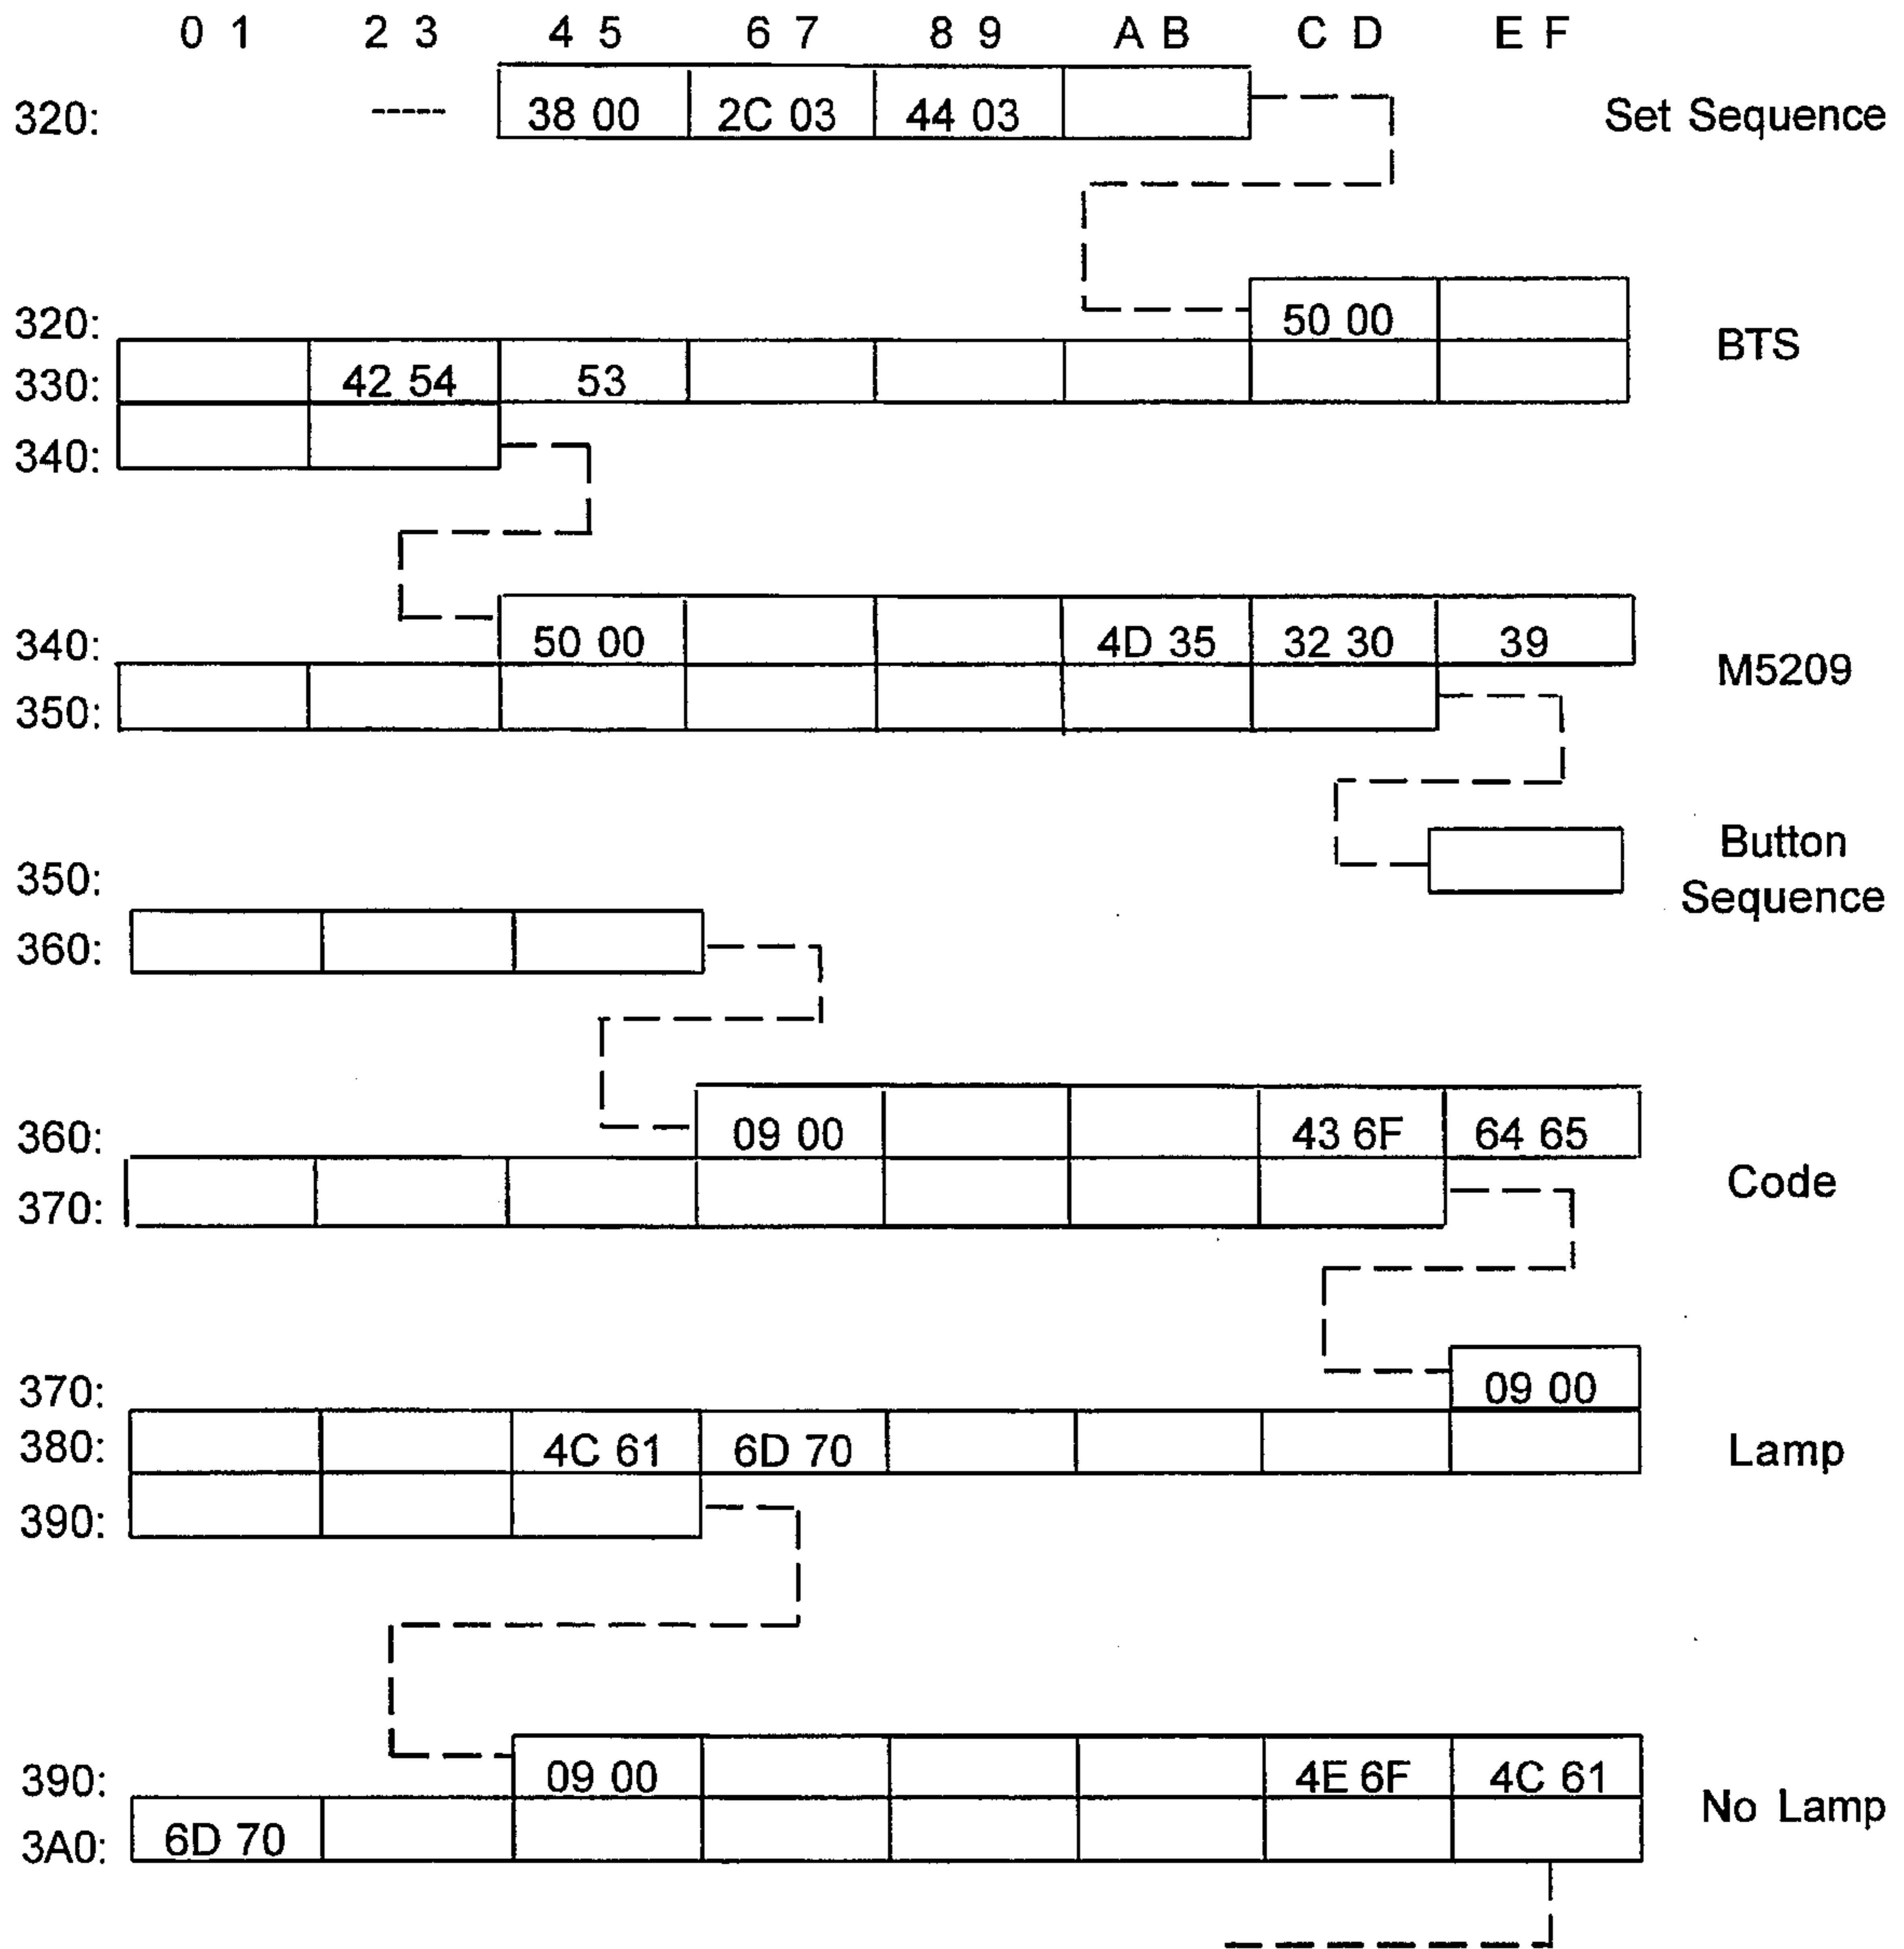 0 1 2 3 4 5 6 7 8 9 A B C D E F
320: ----- 38 00 2C 03 44 03 Set Sequence
320: 50 00
BTS
330: 42 54 53
340:
340: 50 00 4D 35 32 30 39
M5209
350:
Button
350:
Sequence
360:
360: 09 00 43 6F 64 65
Code
370:
370: 09 00
380: 4C 61 6D 70 Lamp
390:
390: 09 00 4E 6F 4C 61
No Lamp
3A0: 6D 70